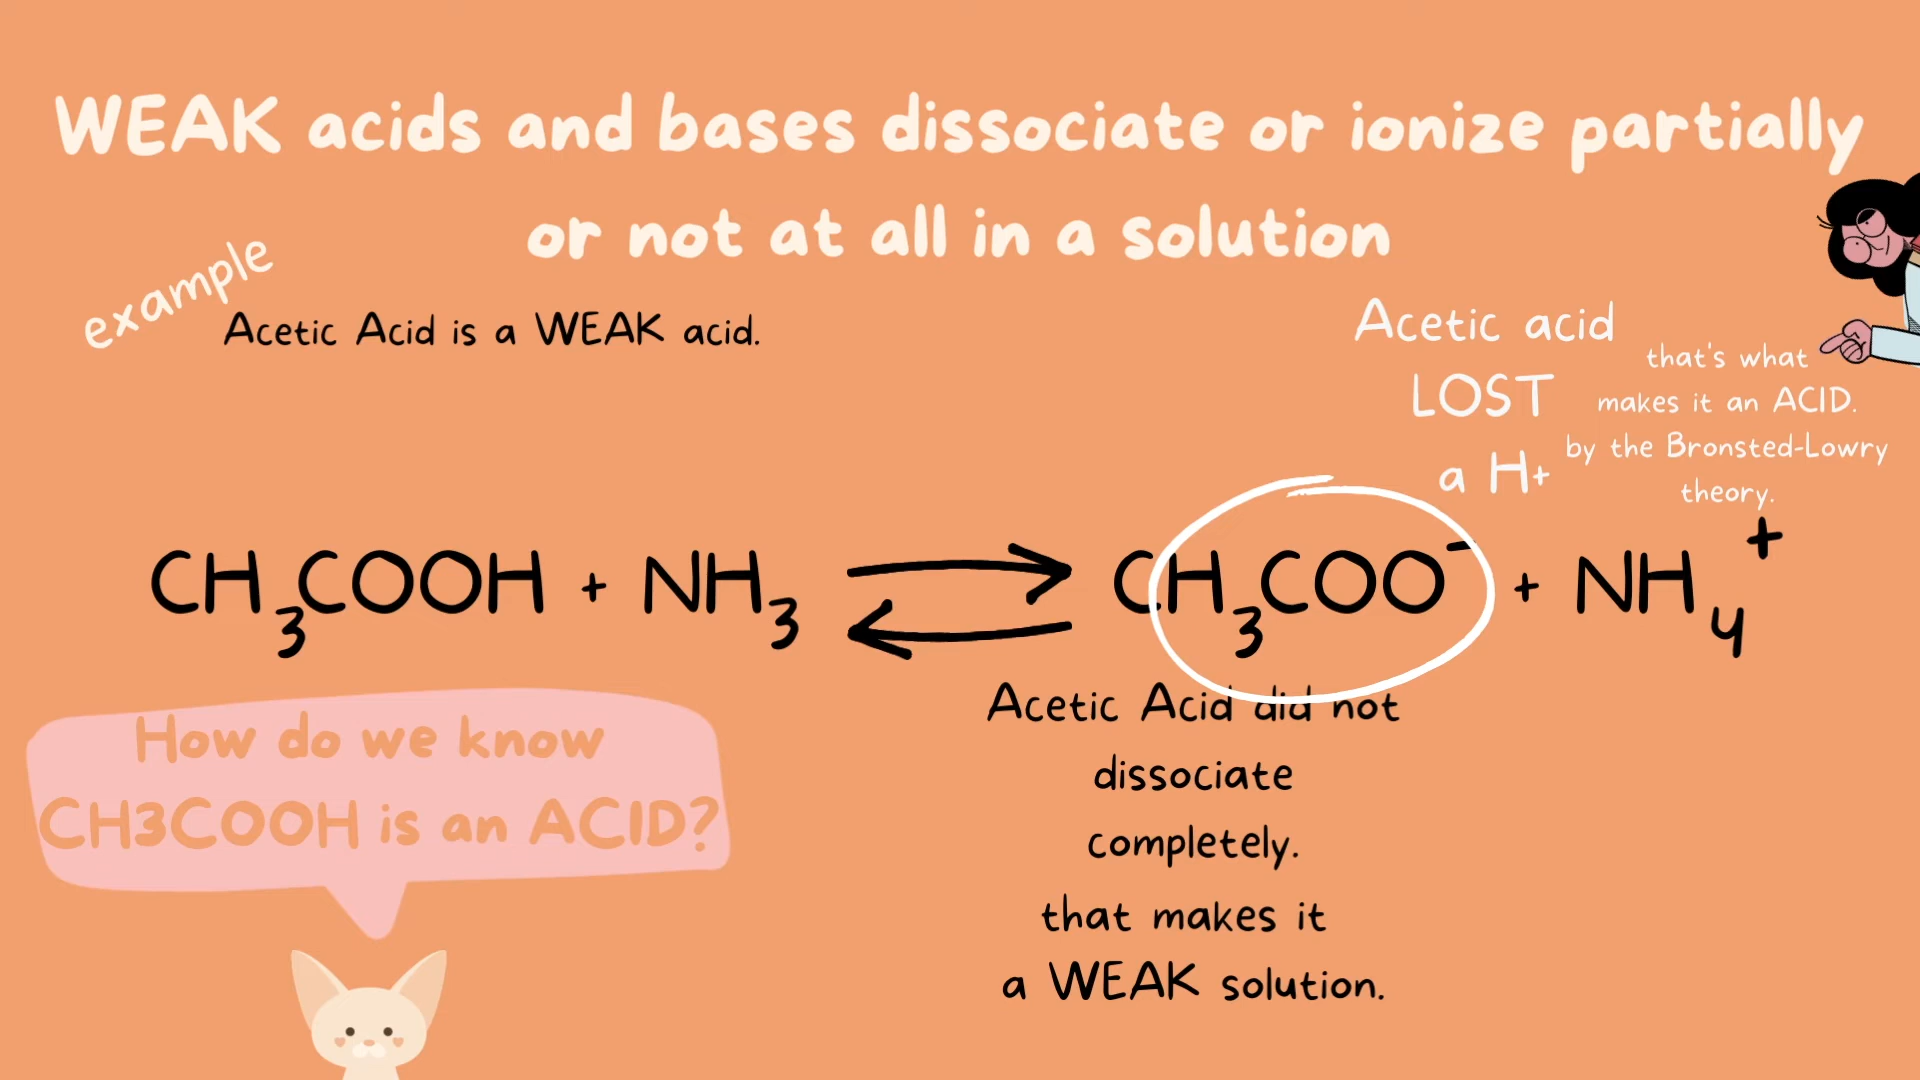 WEAK acids and bases dissociate or ionize partially
or not at all in a solution
example
Acetic Acid is a WEAK acid.
Acetic acid
LOST
a H+
that's what
makes it an ACID.
by the Bronsted-Lowry
theory.
CH3COOH + NH3 ⇌ CH3COO⁻ + NH4⁺
How do we know
CH3COOH is an ACID?
Acetic Acid did not
dissociate
completely.
that makes it
a WEAK solution.